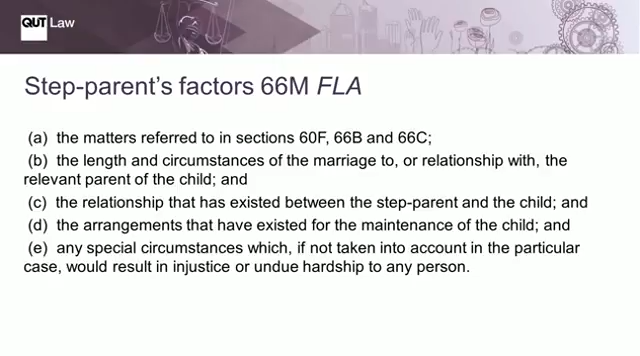 QUT Law
Step-parent's factors 66M FLA
(a) the matters referred to in sections 60F, 66B and 66C;
(b) the length and circumstances of the marriage to, or relationship with, the
relevant parent of the child; and
(c) the relationship that has existed between the step-parent and the child; and
(d) the arrangements that have existed for the maintenance of the child; and
(e) any special circumstances which, if not taken into account in the particular
case, would result in injustice or undue hardship to any person.